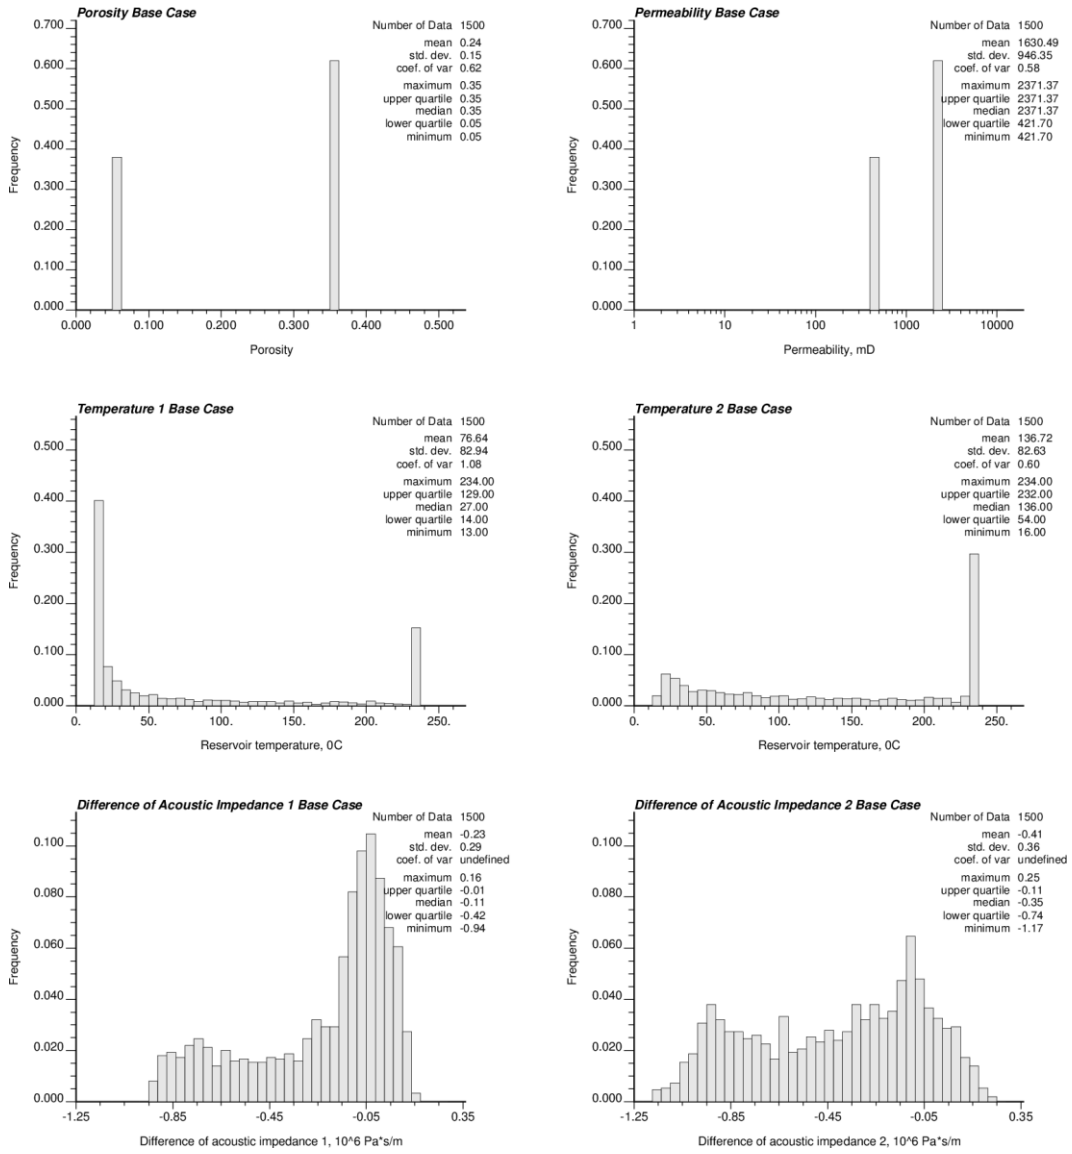 Porosity Base Case
Number of Data 1500
mean 0.24
std. dev. 0.15
coef. of var 0.62
maximum 0.35
upper quartile 0.35
median 0.35
lower quartile 0.05
minimum 0.05
0.700
0.600
0.500
0.400
0.300
0.200
0.100
0.000
Frequency
0.000 0.100 0.200 0.300 0.400 0.500
Porosity
Permeability Base Case
Number of Data 1500
mean 1630.49
std. dev. 946.35
coef. of var 0.58
maximum 2371.37
upper quartile 2371.37
median 2371.37
lower quartile 421.70
minimum 421.70
0.700
0.600
0.500
0.400
0.300
0.200
0.100
0.000
Frequency
1 10 100 1000 10000
Permeability, mD
Temperature 1 Base Case
Number of Data 1500
mean 76.64
std. dev. 82.94
coef. of var 1.08
maximum 234.00
upper quartile 129.00
median 27.00
lower quartile 14.00
minimum 13.00
0.500
0.400
0.300
0.200
0.100
0.000
Frequency
0. 50. 100. 150. 200. 250.
Reservoir temperature, 0C
Temperature 2 Base Case
Number of Data 1500
mean 136.72
std. dev. 82.63
coef. of var 0.60
maximum 234.00
upper quartile 232.00
median 136.00
lower quartile 54.00
minimum 16.00
0.500
0.400
0.300
0.200
0.100
0.000
Frequency
0. 50. 100. 150. 200. 250.
Reservoir temperature, 0C
Difference of Acoustic Impedance 1 Base Case
Number of Data 1500
mean -0.23
std. dev. 0.29
coef. of var undefined
maximum 0.16
upper quartile -0.01
median -0.11
lower quartile -0.42
minimum -0.94
0.100
0.080
0.060
0.040
0.020
0.000
Frequency
-1.25 -0.85 -0.45 -0.05 0.35
Difference of acoustic impedance 1, 10^6 Pa*s/m
Difference of Acoustic Impedance 2 Base Case
Number of Data 1500
mean -0.41
std. dev. 0.36
coef. of var undefined
maximum 0.25
upper quartile -0.11
median -0.35
lower quartile -0.74
minimum -1.17
0.100
0.080
0.060
0.040
0.020
0.000
Frequency
-1.25 -0.85 -0.45 -0.05 0.35
Difference of acoustic impedance 2, 10^6 Pa*s/m